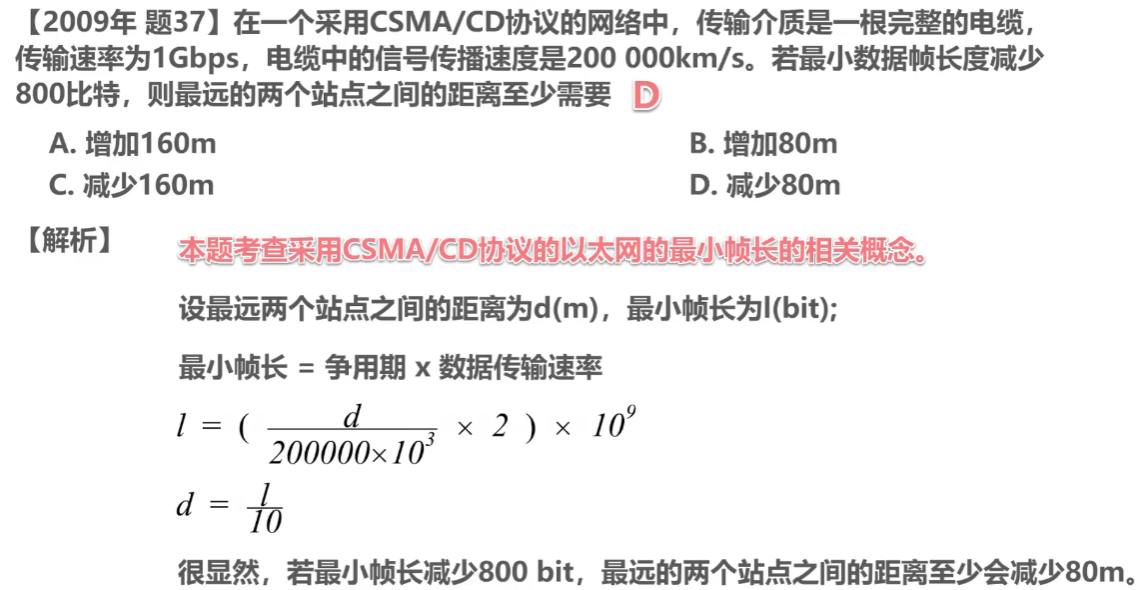 【2009年 题37】在一个采用CSMA/CD协议的网络中，传输介质是一根完整的电缆，
传输速率为1Gbps，电缆中的信号传播速度是200 000km/s。若最小数据帧长度减少
800比特，则最远的两个站点之间的距离至少需要 D
A. 增加160m B. 增加80m
C. 减少160m D. 减少80m
【解析】 本题考查采用CSMA/CD协议的以太网的最小帧长的相关概念。
设最远两个站点之间的距离为d(m)，最小帧长为l(bit);
最小帧长 = 争用期 x 数据传输速率
l = ( d / 200000×10³ × 2 ) × 10⁹
d = l / 10
很显然，若最小帧长减少800 bit，最远的两个站点之间的距离至少会减少80m。